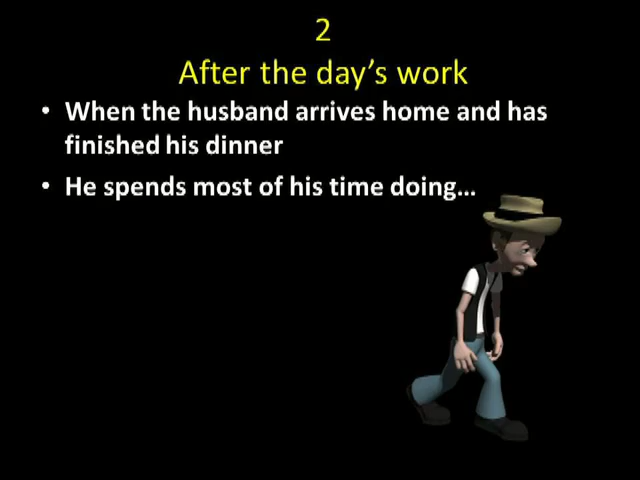 2
After the day's work
• When the husband arrives home and has
finished his dinner
• He spends most of his time doing…